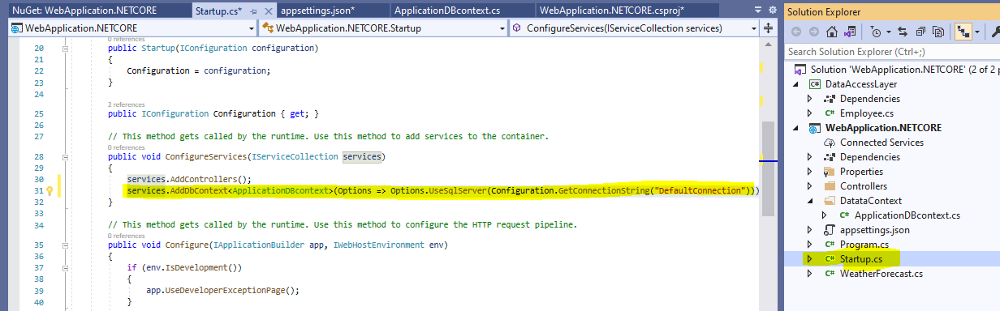 NuGet: WebApplication.NETCORE Startup.cs* appsettings.json* ApplicationDBcontext.cs WebApplication.NETCORE.csproj*
WebApplication.NETCORE WebApplication.NETCORE.Startup ConfigureServices(IServiceCollection services)
0 references
20 public Startup(IConfiguration configuration)
21 {
22 Configuration = configuration;
23 }
24
2 references
25 public IConfiguration Configuration { get; }
26
27 // This method gets called by the runtime. Use this method to add services to the container.
0 references
28 public void ConfigureServices(IServiceCollection services)
29 {
30 services.AddControllers();
31 services.AddDbContext<ApplicationDBcontext>(Options => Options.UseSqlServer(Configuration.GetConnectionString("DefaultConnection")))
32 }
33
34 // This method gets called by the runtime. Use this method to configure the HTTP request pipeline.
0 references
35 public void Configure(IApplicationBuilder app, IWebHostEnvironment env)
36 {
37 if (env.IsDevelopment())
38 {
39 app.UseDeveloperExceptionPage();
40 }
Solution Explorer
Search Solution Explorer (Ctrl+;)
Solution 'WebApplication.NETCORE' (2 of 2 p
DataAccessLayer
Dependencies
Employee.cs
WebApplication.NETCORE
Connected Services
Dependencies
Properties
Controllers
DatataContext
ApplicationDBcontext.cs
appsettings.json
Program.cs
Startup.cs
WeatherForecast.cs